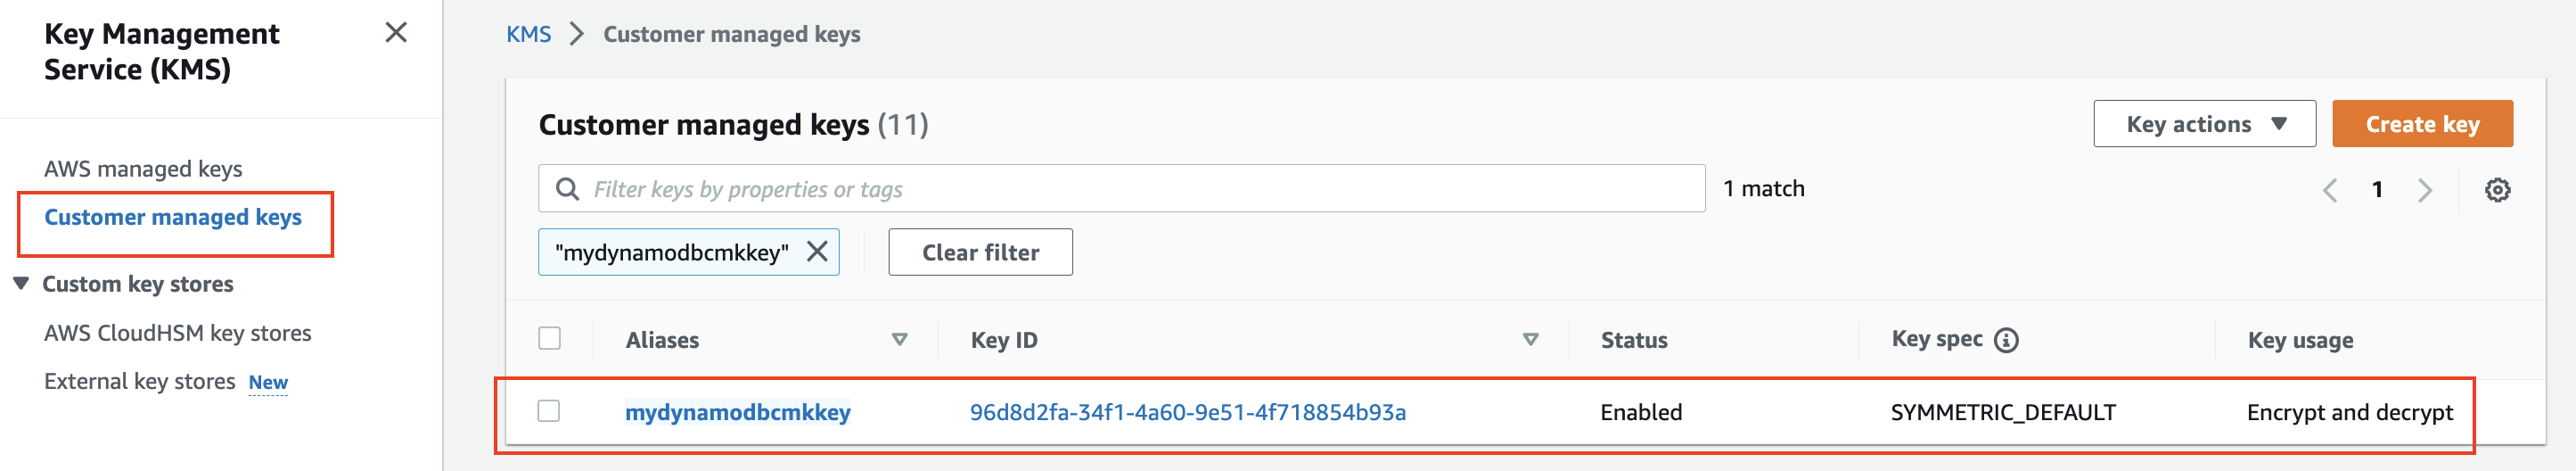 Key Management
Service (KMS)
AWS managed keys
Customer managed keys
Custom key stores
AWS CloudHSM key stores
External key stores New
KMS Customer managed keys
Customer managed keys (11)
Key actions
Create key
Filter keys by properties or tags
1 match
1
"mydynamodbcmkkey"
Clear filter
Aliases Key ID Status Key spec Key usage
mydynamodbcmkkey 96d8d2fa-34f1-4a60-9e51-4f718854b93a Enabled SYMMETRIC_DEFAULT Encrypt and decrypt